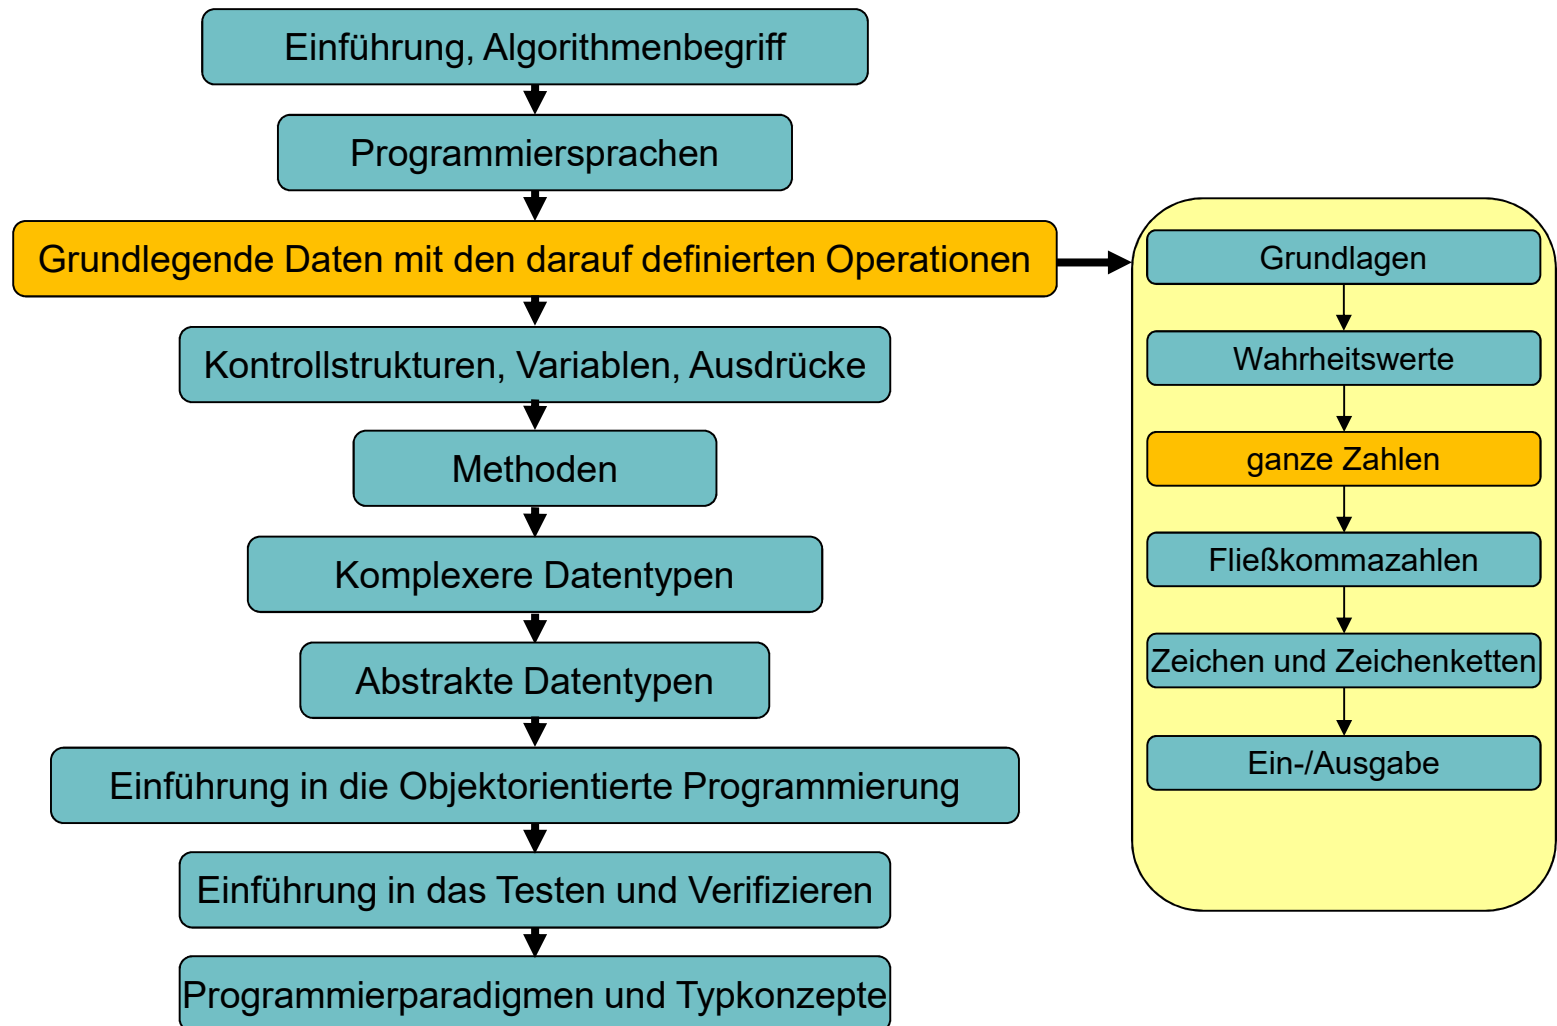 Einführung, Algorithmenbegriff
Programmiersprachen
Grundlegende Daten mit den darauf definierten Operationen
Kontrollstrukturen, Variablen, Ausdrücke
Methoden
Komplexere Datentypen
Abstrakte Datentypen
Einführung in die Objektorientierte Programmierung
Einführung in das Testen und Verifizieren
Programmierparadigmen und Typkonzepte
Grundlagen
Wahrheitswerte
ganze Zahlen
Fließkommazahlen
Zeichen und Zeichenketten
Ein-/Ausgabe